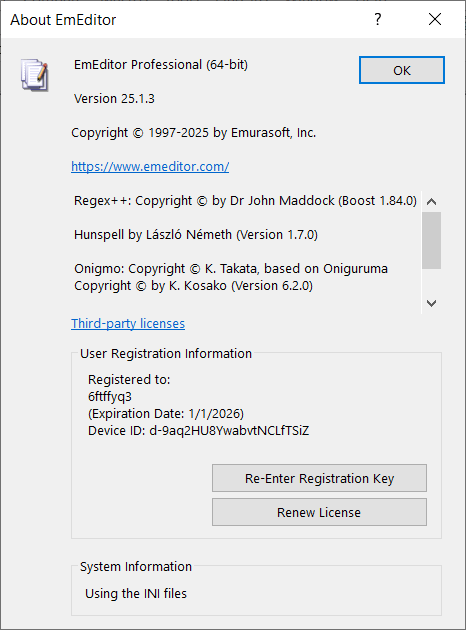 About EmEditor
EmEditor Professional (64-bit)
OK
Version 25.1.3
Copyright © 1997-2025 by Emurasoft, Inc.
https://www.emeditor.com/
Regex++: Copyright © by Dr John Maddock (Boost 1.84.0)
Hunspell by László Németh (Version 1.7.0)
Onigmo: Copyright © K. Takata, based on Oniguruma
Copyright © by K. Kosako (Version 6.2.0)
Third-party licenses
User Registration Information
Registered to:
6ftffyq3
(Expiration Date: 1/1/2026)
Device ID: d-9aq2HU8YwabvtNCLfTSiZ
Re-Enter Registration Key
Renew License
System Information
Using the INI files